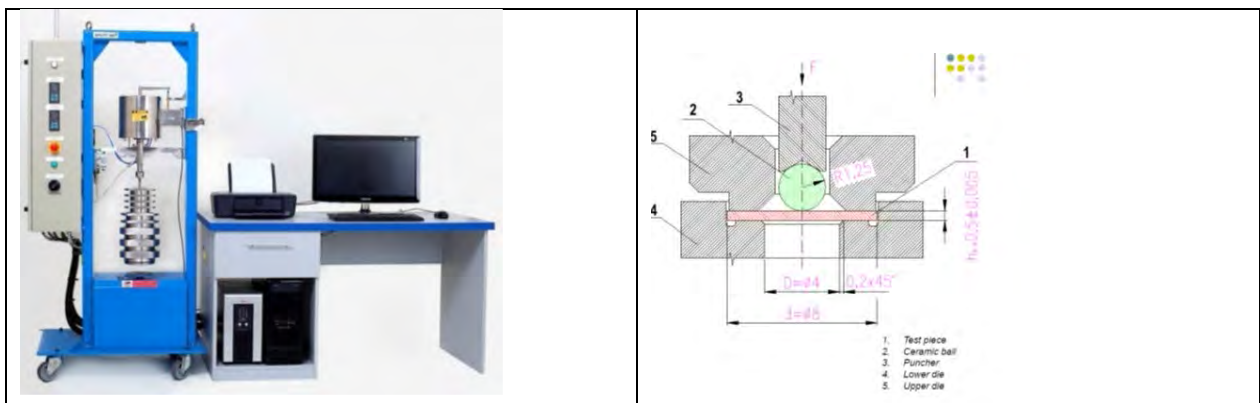 F
3
2
5
1
R1,25
4
h₀=0,5±0,005
D=ø4
0,2x45°
d=ø8
1. Test piece
2. Ceramic ball
3. Puncher
4. Lower die
5. Upper die